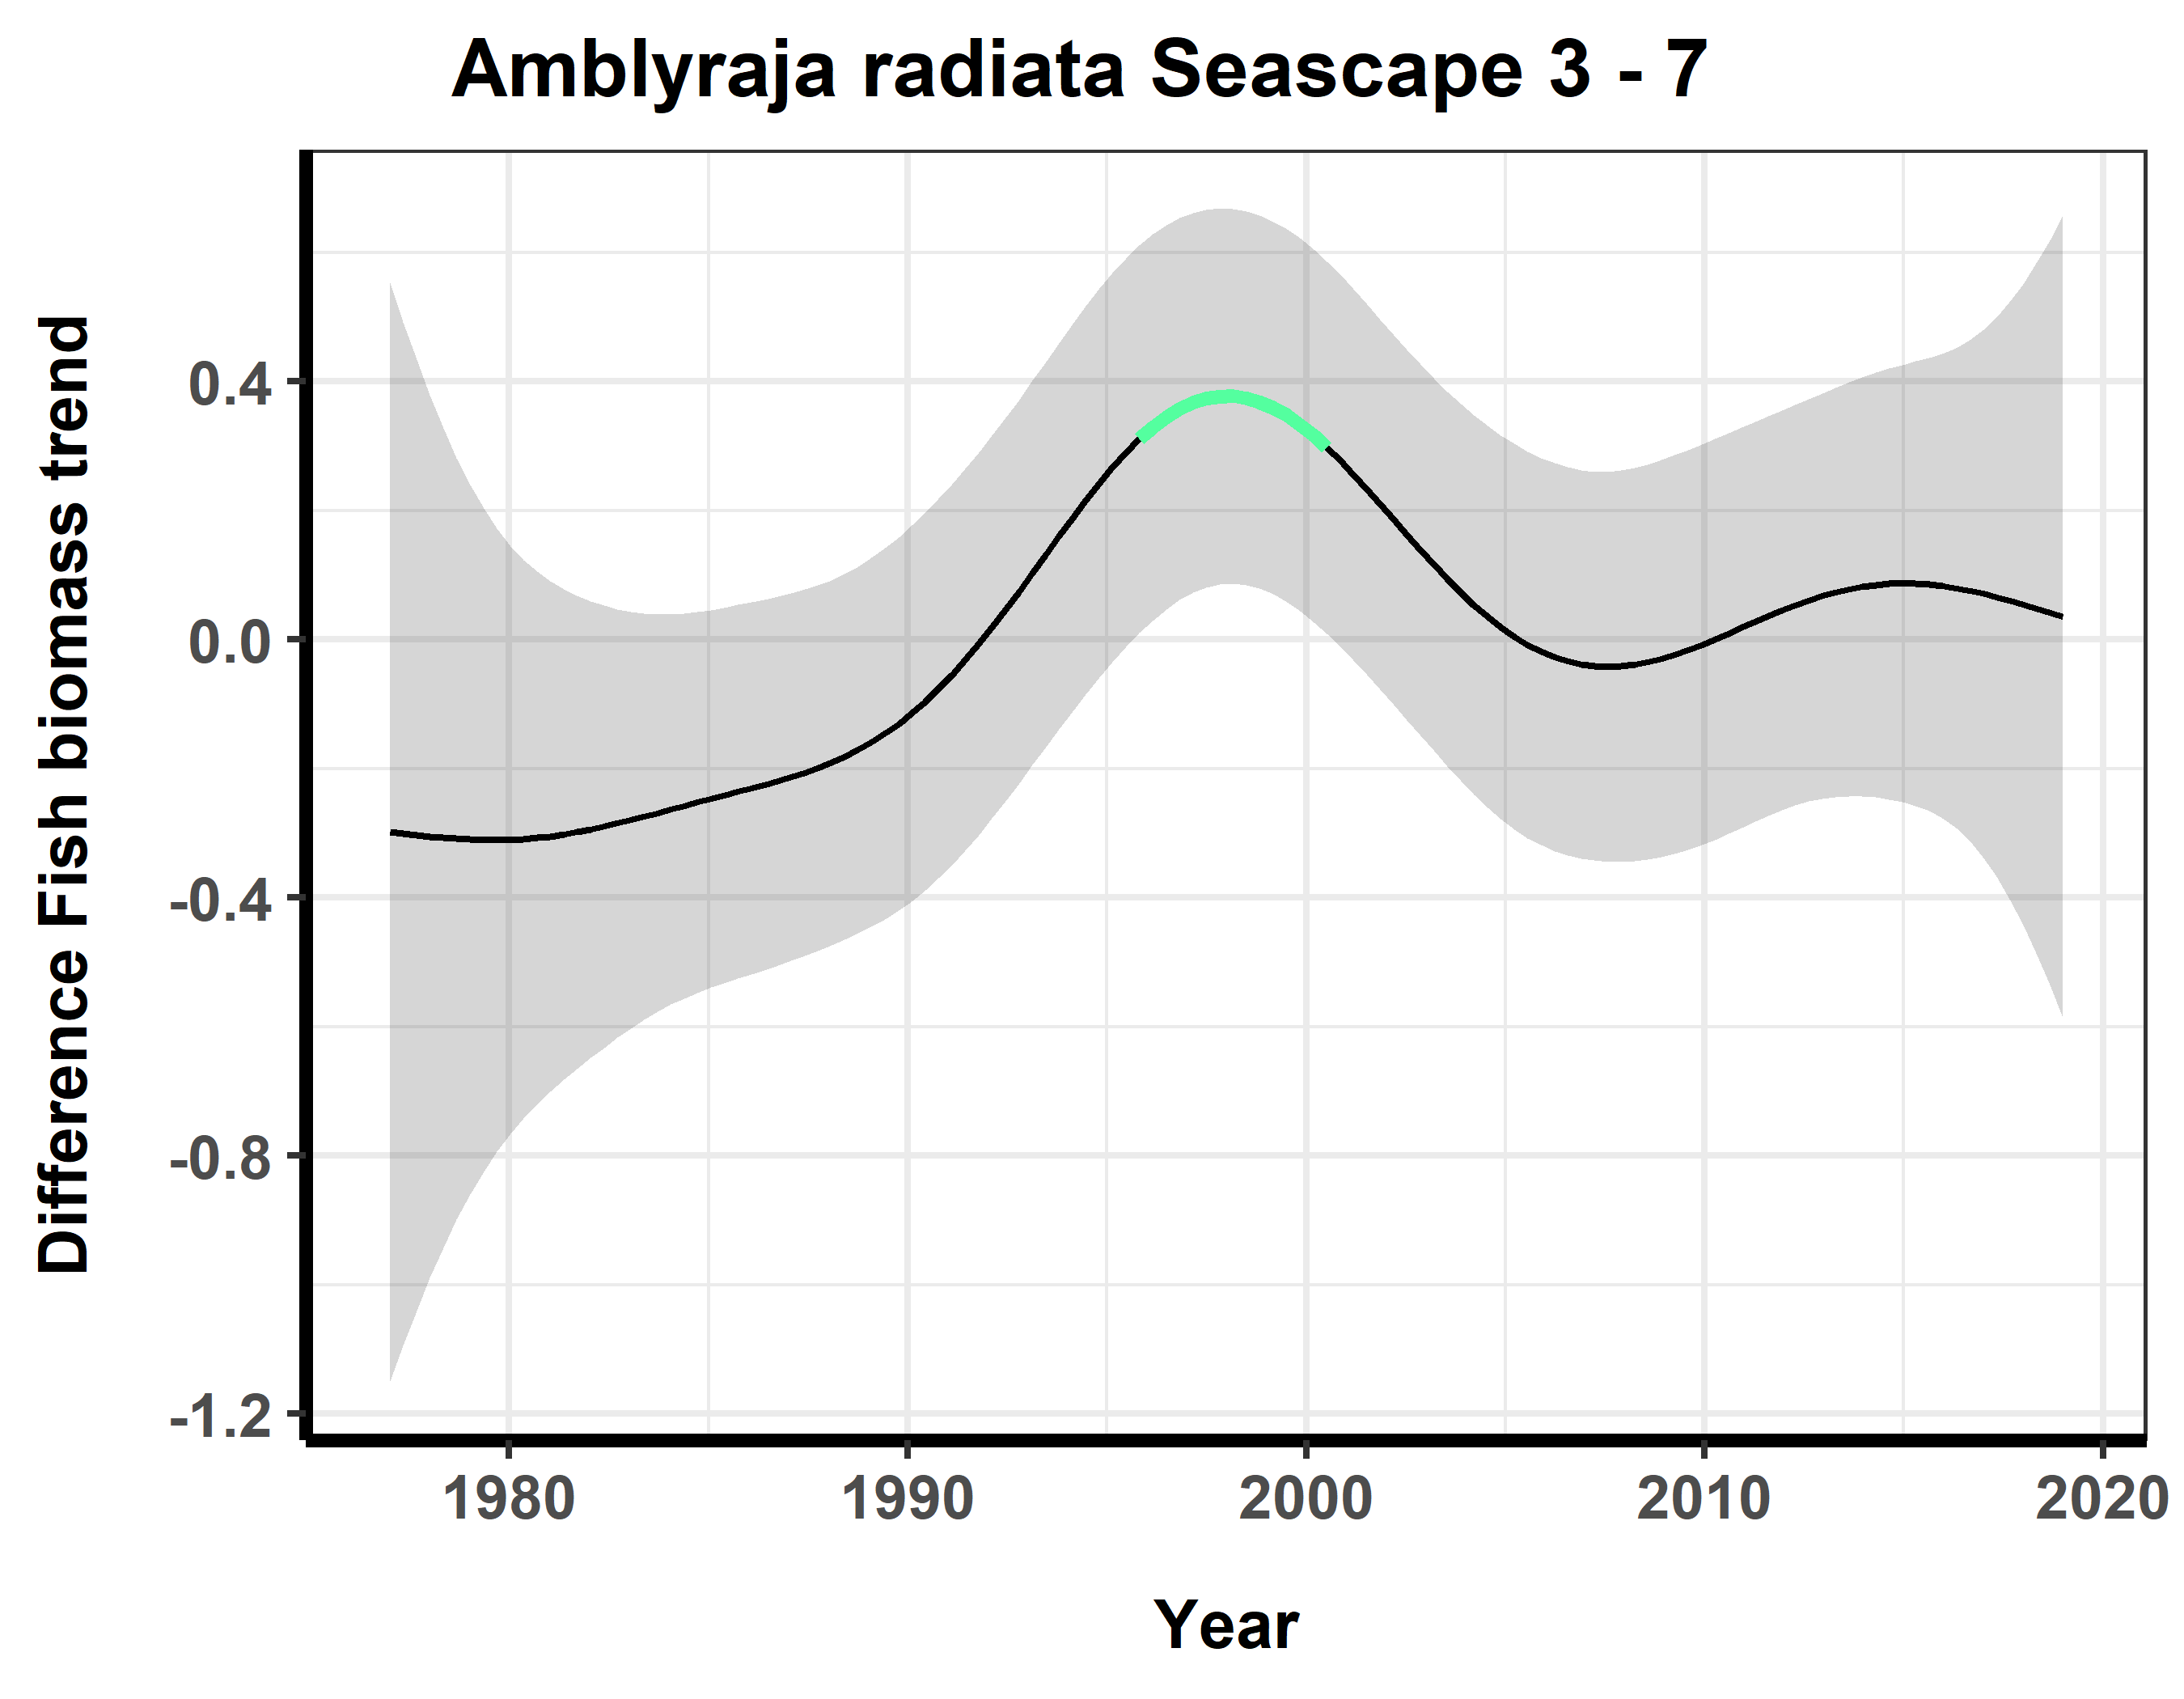 Amblyraja radiata Seascape 3 - 7
Difference Fish biomass trend
0.4
0.0
-0.4
-0.8
-1.2
1980 1990 2000 2010 2020
Year